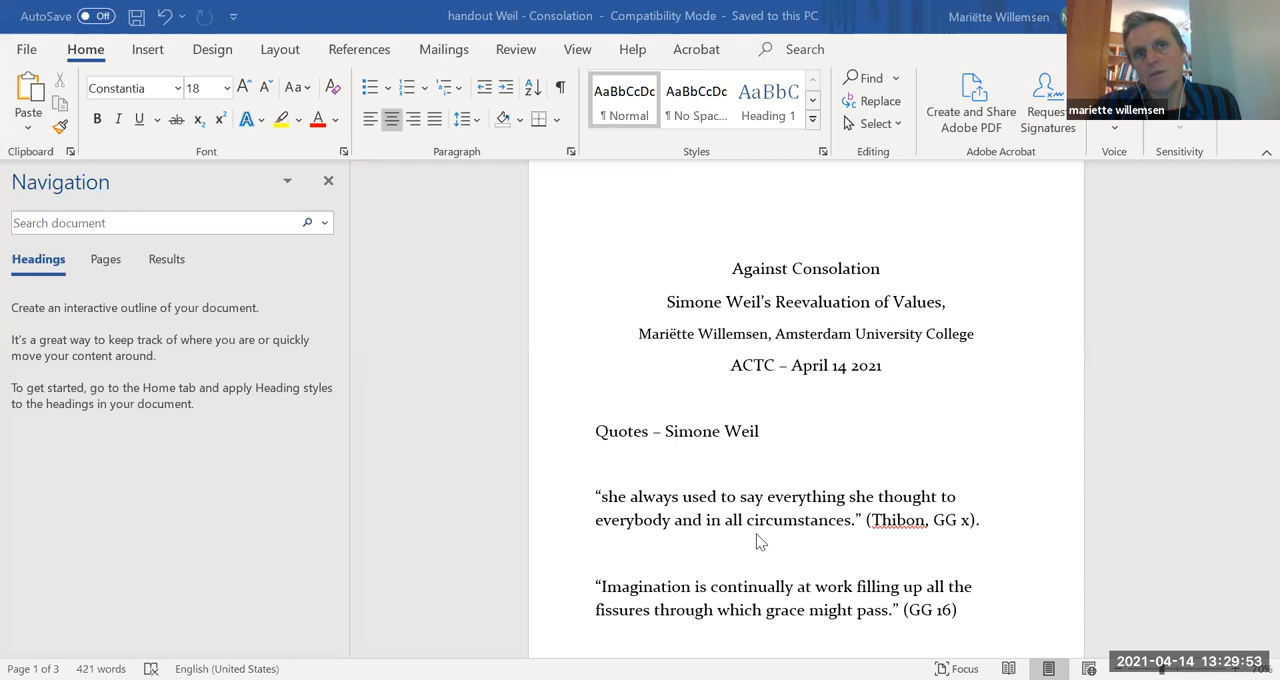 AutoSave Off handout Weil - Consolation - Compatibility Mode - Saved to this PC Mariëtte Willemsen
File Home Insert Design Layout References Mailings Review View Help Acrobat Search
Paste
Clipboard
Constantia 18
Font
Paragraph
AaBbCcDc AaBbCcDc AaBbC
¶ Normal ¶ No Spac... Heading 1
Styles
Find
Replace
Select
Editing
Create and Share
Adobe PDF
Signatures
Adobe Acrobat
Voice
Sensitivity
mariette willemsen
Navigation
Search document
Headings Pages Results
Create an interactive outline of your document.
It's a great way to keep track of where you are or quickly
move your content around.
To get started, go to the Home tab and apply Heading styles
to the headings in your document.
Against Consolation
Simone Weil’s Reevaluation of Values,
Mariëtte Willemsen, Amsterdam University College
ACTC – April 14 2021
Quotes – Simone Weil
“she always used to say everything she thought to
everybody and in all circumstances.” (Thibon, GG x).
“Imagination is continually at work filling up all the
fissures through which grace might pass.” (GG 16)
Page 1 of 3 421 words English (United States) Focus
2021-04-14 13:29:53